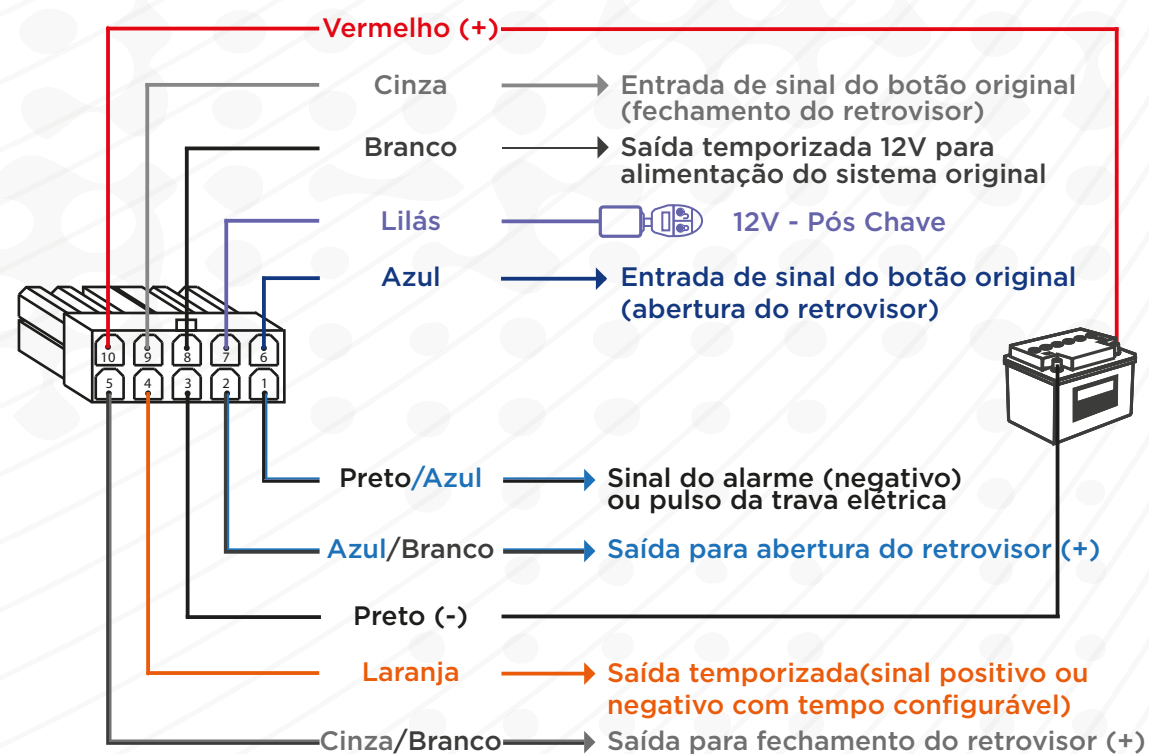 Vermelho (+)
Cinza
Entrada de sinal do botão original
(fechamento do retrovisor)
Branco
Saída temporizada 12V para
alimentação do sistema original
Lilás
12V - Pós Chave
Azul
Entrada de sinal do botão original
(abertura do retrovisor)
10 9 8 7 6
5 4 3 2 1
Preto/Azul
Sinal do alarme (negativo)
ou pulso da trava elétrica
Azul/Branco
Saída para abertura do retrovisor (+)
Preto (-)
Laranja
Saída temporizada(sinal positivo ou
negativo com tempo configurável)
Cinza/Branco
Saída para fechamento do retrovisor (+)